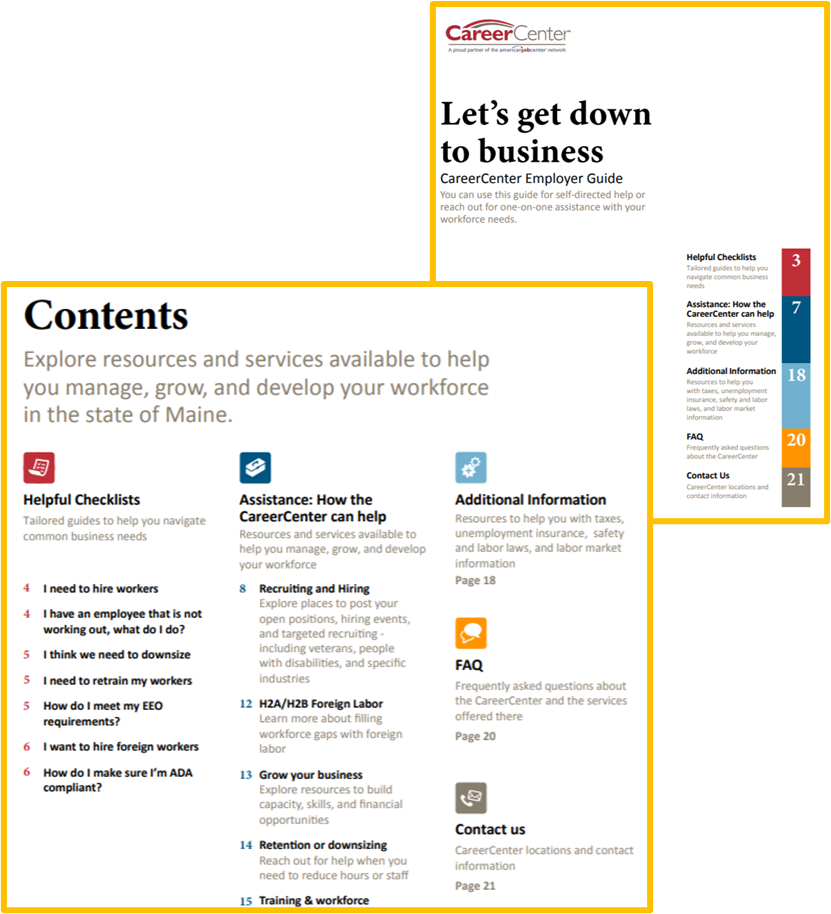 CareerCenter
A proud partner of the americanjobcenter network
Let's get down
to business
CareerCenter Employer Guide
You can use this guide for self-directed help or
reach out for one-on-one assistance with your
workforce needs.
Helpful Checklists
Tailored guides to help you
navigate common business
needs
3
Assistance: How the
CareerCenter can help
Resources and services
available to help you manage,
grow, and develop your
workforce
7
Additional Information
Resources to help you
with taxes, unemployment
insurance, safety and labor
laws, and labor market
information
18
FAQ
Frequently asked questions
about the CareerCenter
20
Contact Us
CareerCenter locations and
contact information
21
Contents
Explore resources and services available to help
you manage, grow, and develop your workforce
in the state of Maine.
Helpful Checklists
Tailored guides to help you navigate
common business needs
4 I need to hire workers
4 I have an employee that is not
working out, what do I do?
5 I think we need to downsize
5 I need to retrain my workers
5 How do I meet my EEO
requirements?
6 I want to hire foreign workers
6 How do I make sure I'm ADA
compliant?
Assistance: How the
CareerCenter can help
Resources and services available to
help you manage, grow, and develop
your workforce
8 Recruiting and Hiring
Explore places to post your
open positions, hiring events,
and targeted recruiting -
including veterans, people
with disabilities, and specific
industries
12 H2A/H2B Foreign Labor
Learn more about filling
workforce gaps with foreign
labor
13 Grow your business
Explore resources to build
capacity, skills, and financial
opportunities
14 Retention or downsizing
Reach out for help when you
need to reduce hours or staff
15 Training & workforce
Additional Information
Resources to help you with taxes,
unemployment insurance, safety
and labor laws, and labor market
information
Page 18
FAQ
Frequently asked questions about
the CareerCenter and the services
offered there
Page 20
Contact us
CareerCenter locations and contact
information
Page 21